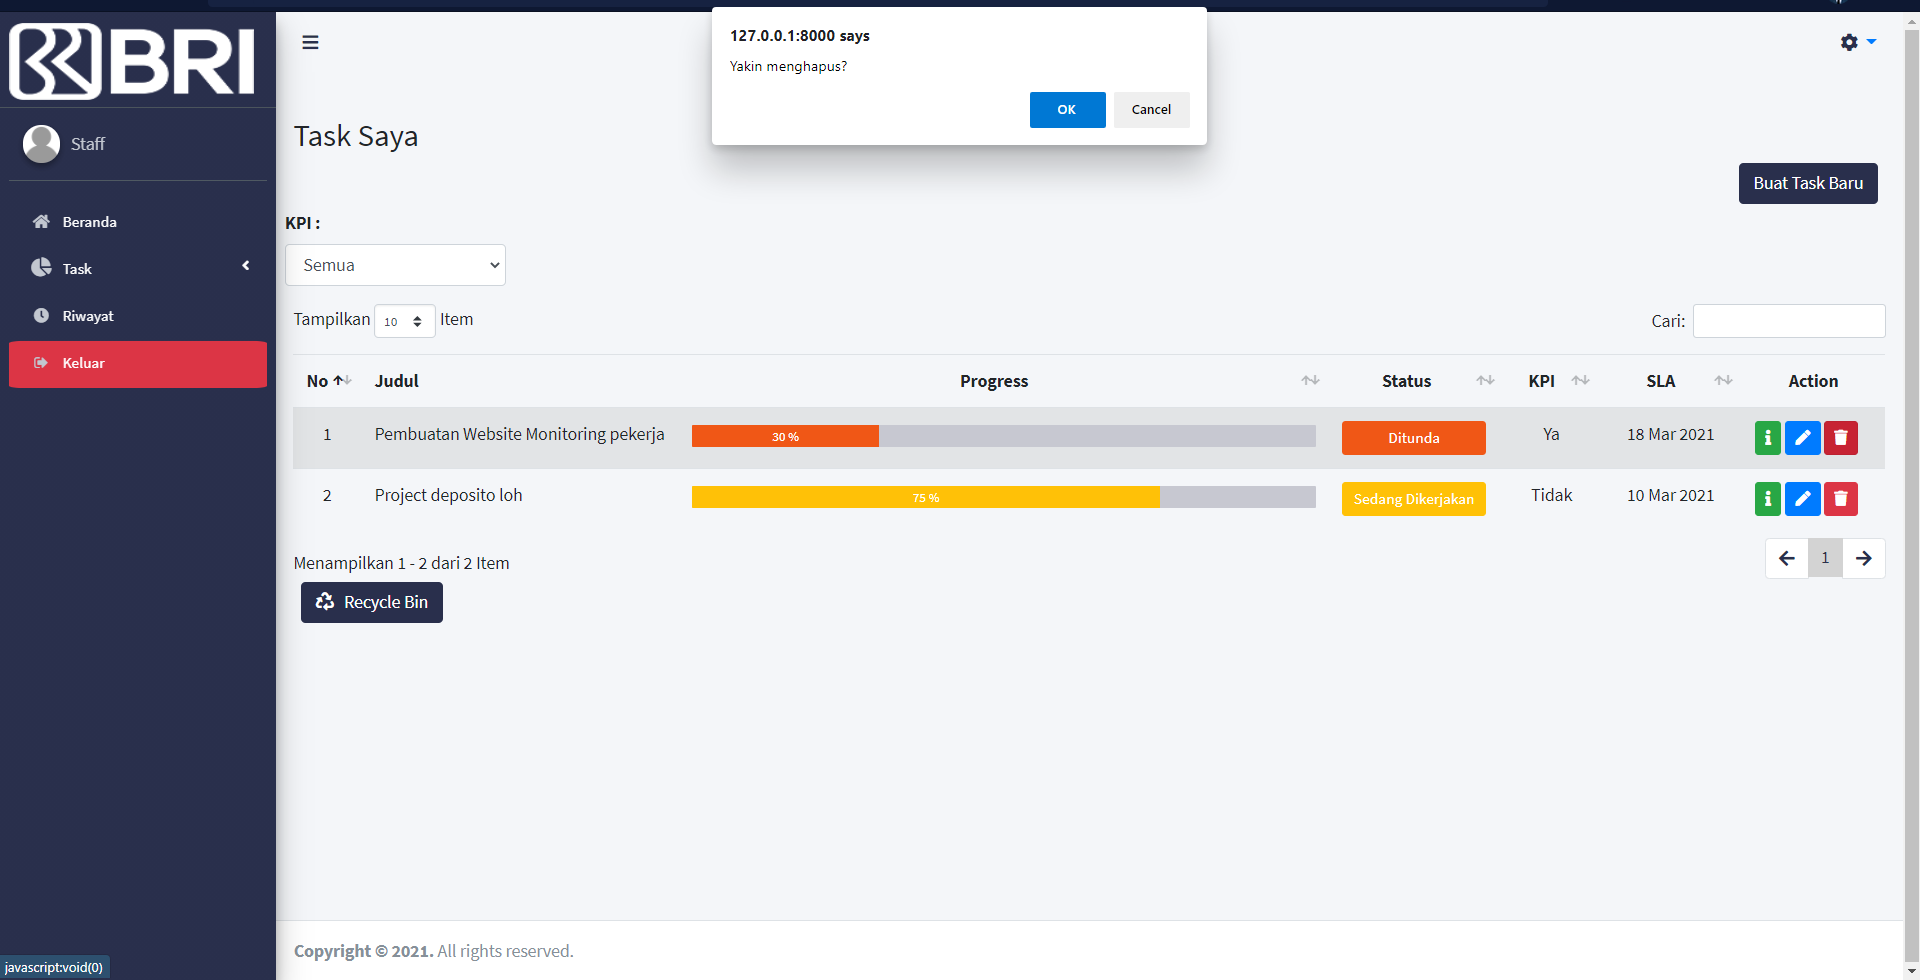 BRI
Staff
Beranda
Task
Riwayat
Keluar
127.0.0.1:8000 says
Yakin menghapus?
OK Cancel
Task Saya
Buat Task Baru
KPI :
Semua
Tampilkan 10 Item
Cari:
No Judul Progress Status KPI SLA Action
1 Pembuatan Website Monitoring pekerja 30 % Ditunda Ya 18 Mar 2021
2 Project deposito loh 75 % Sedang Dikerjakan Tidak 10 Mar 2021
Menampilkan 1 - 2 dari 2 Item
1
Recycle Bin
Copyright © 2021. All rights reserved.
javascript:void(0)